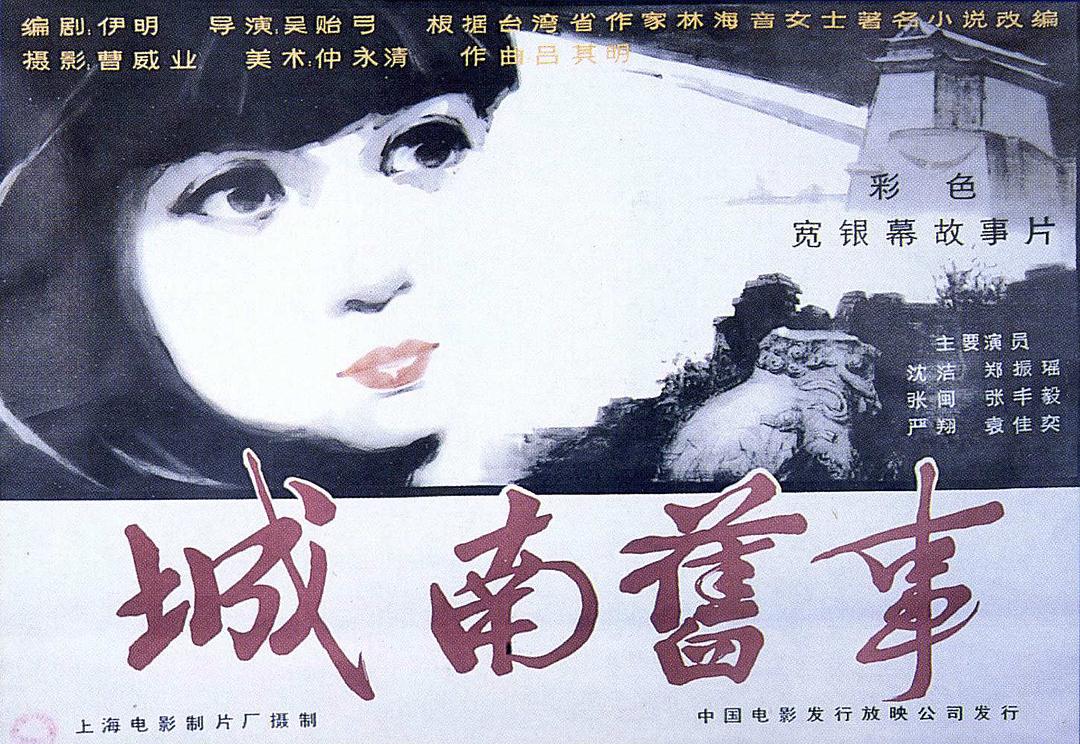 编剧:伊明 导演:吴贻弓 根据台湾省作家林海音女士著名小说改编
摄影:曹威业 美术:仲永清 作曲吕其明
彩色
宽银幕故事片
主要演员
沈洁 郑振瑶
张闽 张丰毅
严翔 袁佳奕
城南舊事
上海电影制片厂摄制
中国电影发行放映公司发行